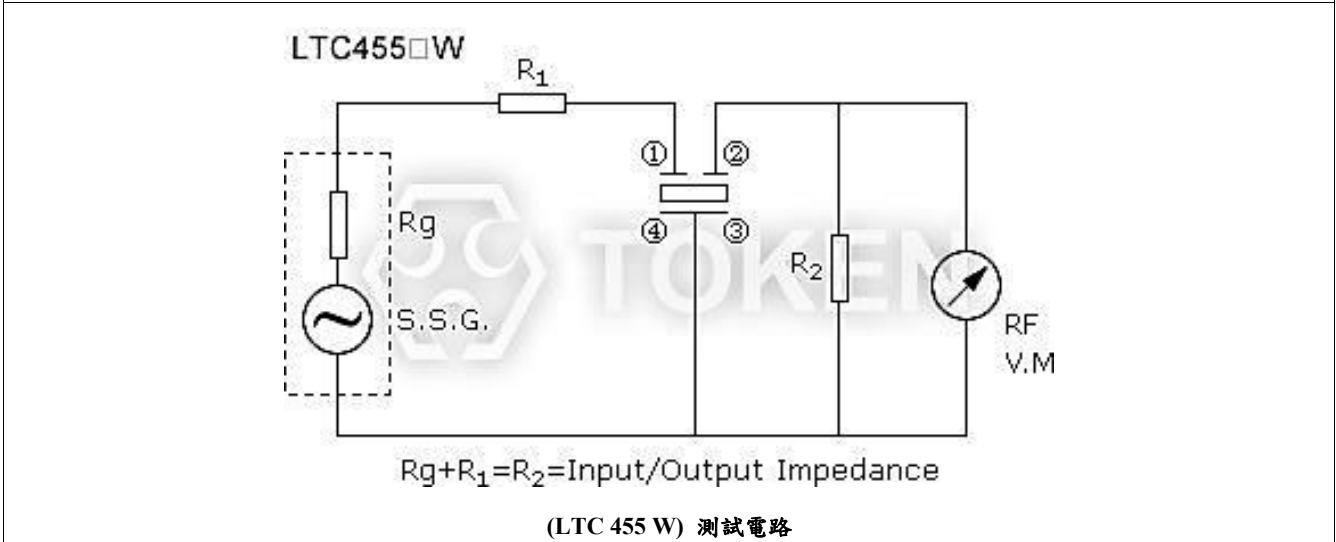 LTC455□W
R₁
① ②
④ ③
Rg
S.S.G.
R₂
RF
V.M
TOKEN
Rg+R₁=R₂=Input/Output Impedance
(LTC 455 W) 測試電路